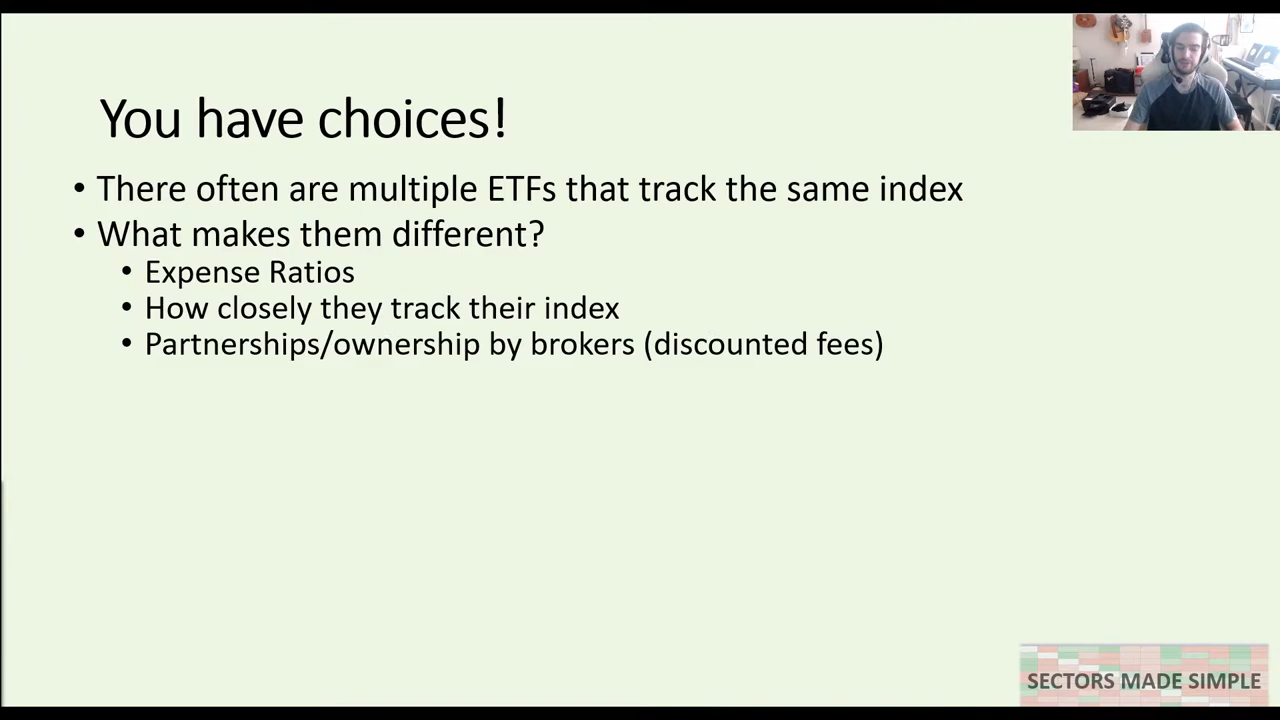 You have choices!
• There often are multiple ETFs that track the same index
• What makes them different?
• Expense Ratios
• How closely they track their index
• Partnerships/ownership by brokers (discounted fees)
SECTORS MADE SIMPLE